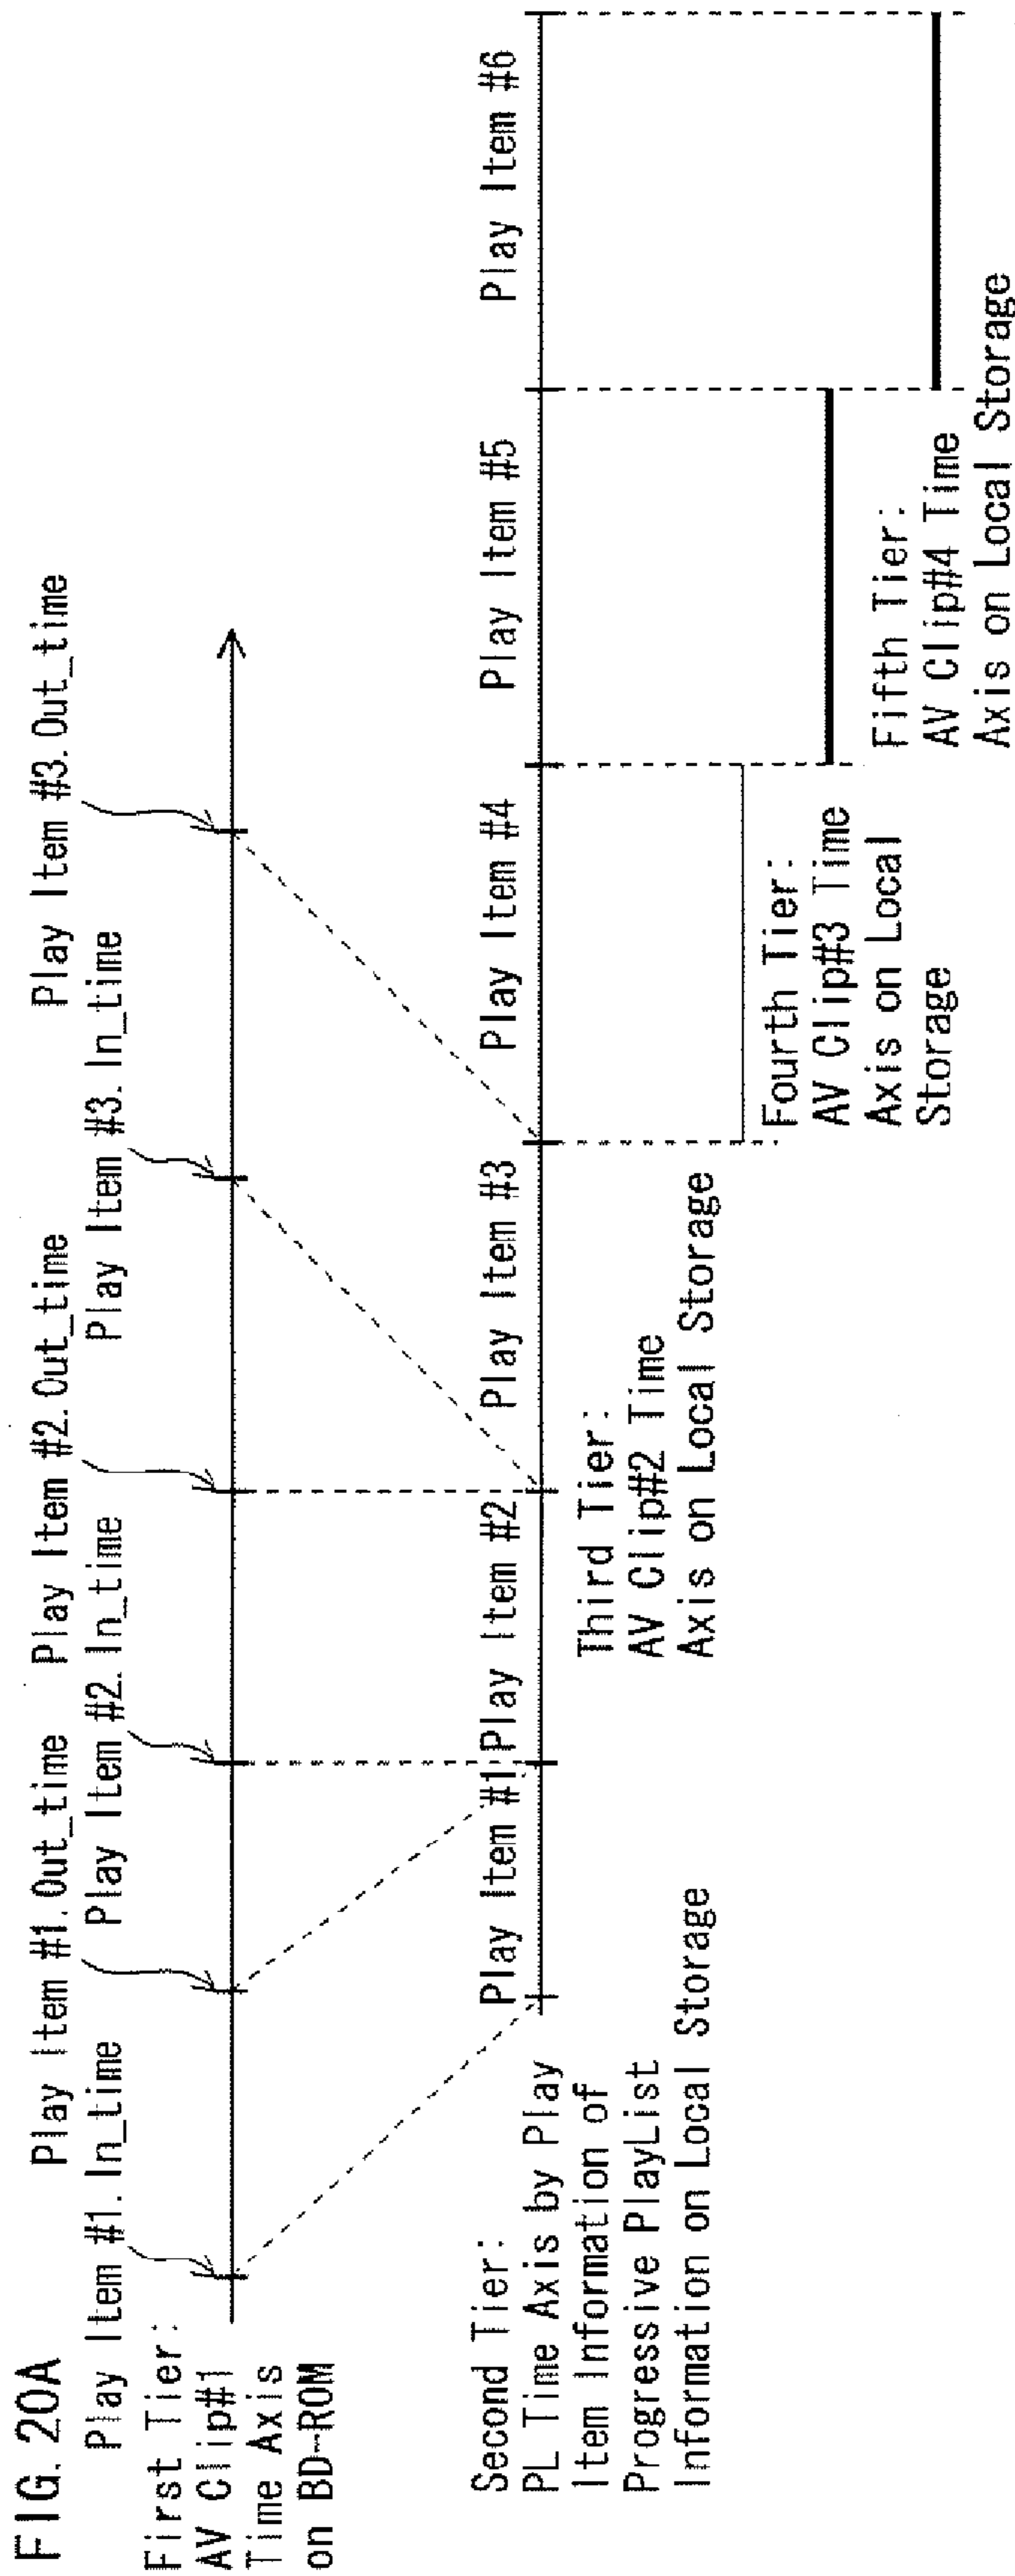 FIG. 20A
Play Item #1. In_time
Play Item #1. Out_time
Play Item #2. In_time
Play Item #2. Out_time
Play Item #3. In_time
Play Item #3. Out_time
First Tier:
AV Clip#1
Time Axis
on BD-ROM
Second Tier:
PL Time Axis by Play
Item Information of
Progressive PlayList
Information on Local Storage
Play Item #1
Play Item #2
Play Item #3
Play Item #4
Play Item #5
Play Item #6
Third Tier:
AV Clip#2 Time
Axis on Local Storage
Fourth Tier:
AV Clip#3 Time
Axis on Local
Storage
Fifth Tier:
AV Clip#4 Time
Axis on Local Storage